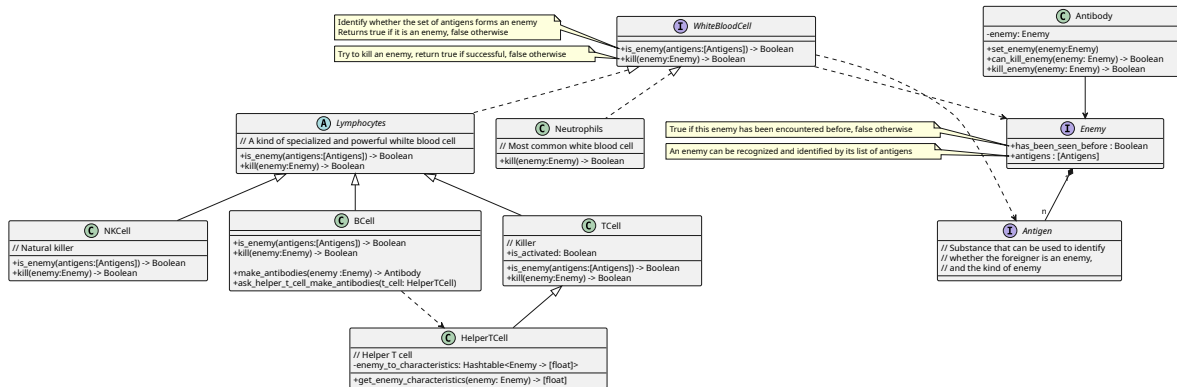 Identify whether the set of antigens forms an enemy
Returns true if it is an enemy, false otherwise
Try to kill an enemy, return true if successful, false otherwise
I WhiteBloodCell
+is_enemy(antigens:[Antigens]) -> Boolean
+kill(enemy:Enemy) -> Boolean
C Antibody
-enemy: Enemy
+set_enemy(enemy:Enemy)
+can_kill_enemy(enemy: Enemy) -> Boolean
+kill_enemy(enemy: Enemy) -> Boolean
A Lymphocytes
// A kind of specialized and powerful whilte blood cell
+is_enemy(antigens:[Antigens]) -> Boolean
+kill(enemy:Enemy) -> Boolean
C Neutrophils
// Most common white blood cell
+kill(enemy:Enemy) -> Boolean
True if this enemy has been encountered before, false otherwise
An enemy can be recognized and identified by its list of antigens
I Enemy
+has_been_seen_before : Boolean
+antigens : [Antigens]
n
C NKCell
// Natural killer
+is_enemy(antigens:[Antigens]) -> Boolean
+kill(enemy:Enemy) -> Boolean
C BCell
+is_enemy(antigens:[Antigens]) -> Boolean
+kill(enemy:Enemy) -> Boolean
+make_antibodies(enemy :Enemy) -> Antibody
+ask_helper_t_cell_make_antibodies(t_cell: HelperTCell)
C TCell
// Killer
+is_activated: Boolean
+is_enemy(antigens:[Antigens]) -> Boolean
+kill(enemy:Enemy) -> Boolean
I Antigen
// Substance that can be used to identify
// whether the foreigner is an enemy,
// and the kind of enemy
C HelperTCell
// Helper T cell
-enemy_to_characteristics: Hashtable<Enemy -> [float]>
+get_enemy_characteristics(enemy: Enemy) -> [float]